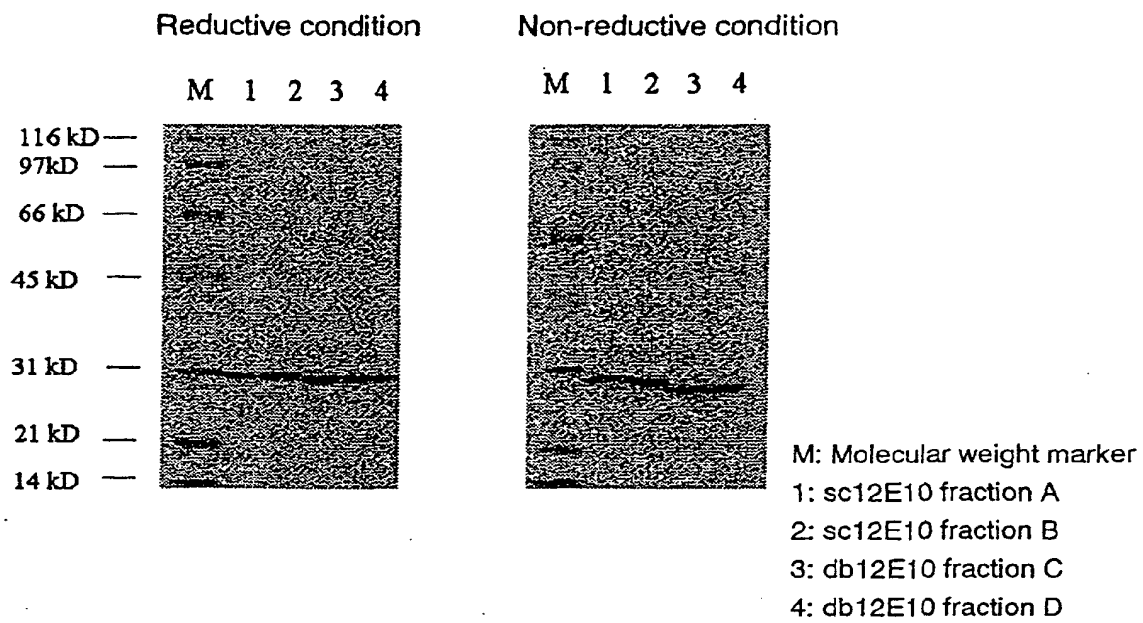 Reductive condition
Non-reductive condition
M 1 2 3 4
M 1 2 3 4
116 kD
97kD
66 kD
45 kD
31 kD
21 kD
14 kD
M: Molecular weight marker
1: sc12E10 fraction A
2: sc12E10 fraction B
3: db12E10 fraction C
4: db12E10 fraction D